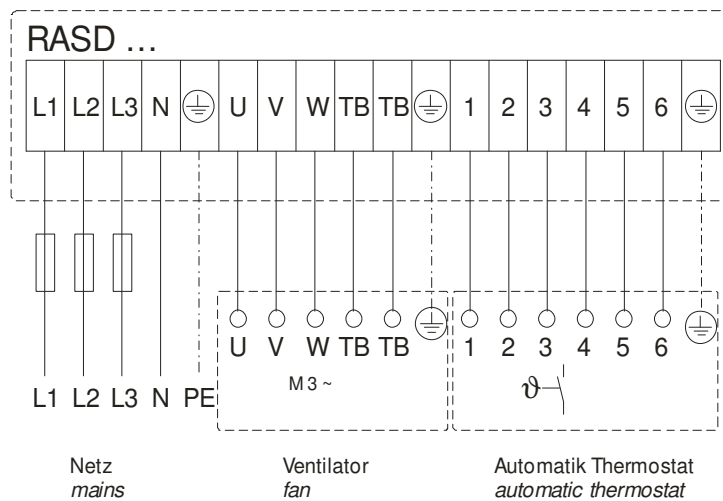 RASD ...
L1 L2 L3 N U V W TB TB 1 2 3 4 5 6
U V W TB TB 1 2 3 4 5 6
M 3 ~ ϑ
L1 L2 L3 N PE
Netz Ventilator Automatik Thermostat
mains fan automatic thermostat